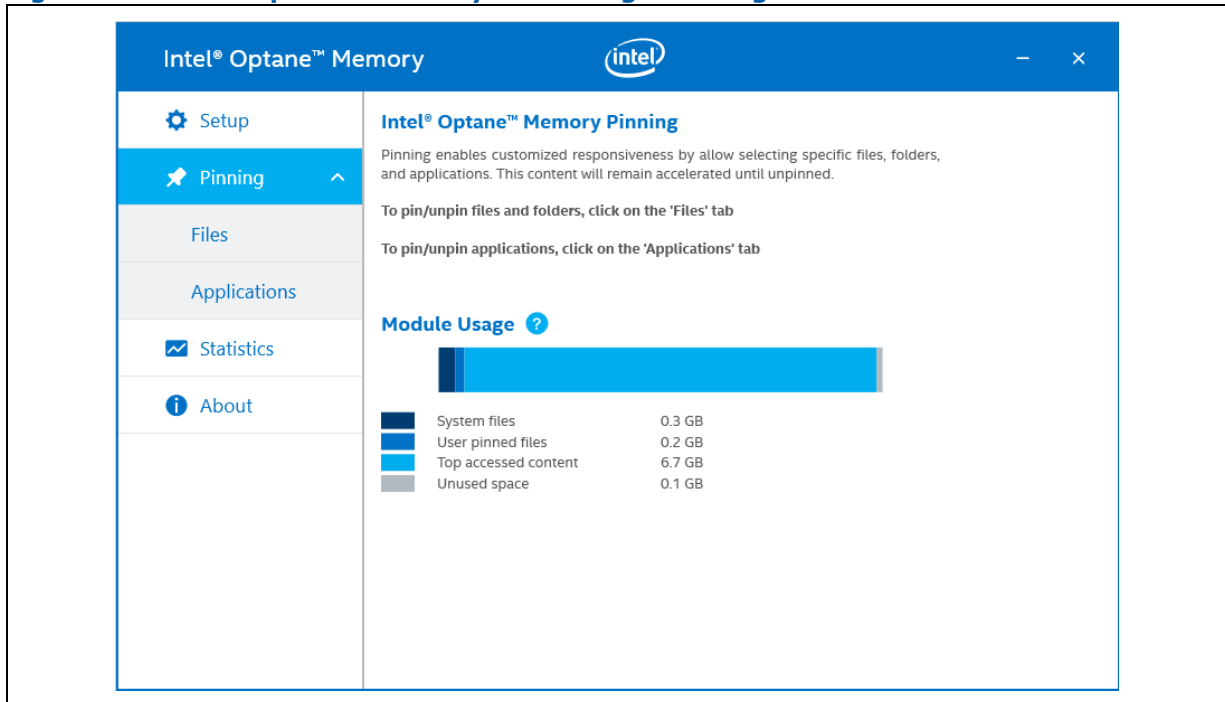 Intel® Optane™ Memory
intel
Setup
Pinning
Files
Applications
Statistics
About
Intel® Optane™ Memory Pinning
Pinning enables customized responsiveness by allow selecting specific files, folders,
and applications. This content will remain accelerated until unpinned.
To pin/unpin files and folders, click on the 'Files' tab
To pin/unpin applications, click on the 'Applications' tab
Module Usage ?
System files 0.3 GB
User pinned files 0.2 GB
Top accessed content 6.7 GB
Unused space 0.1 GB